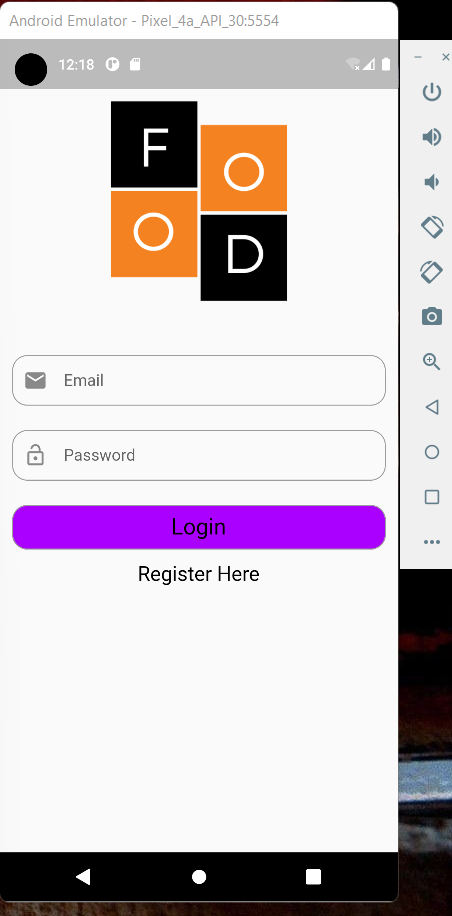 Android Emulator - Pixel_4a_API_30:5554
12:18
F
O
O
D
Email
Password
Login
Register Here